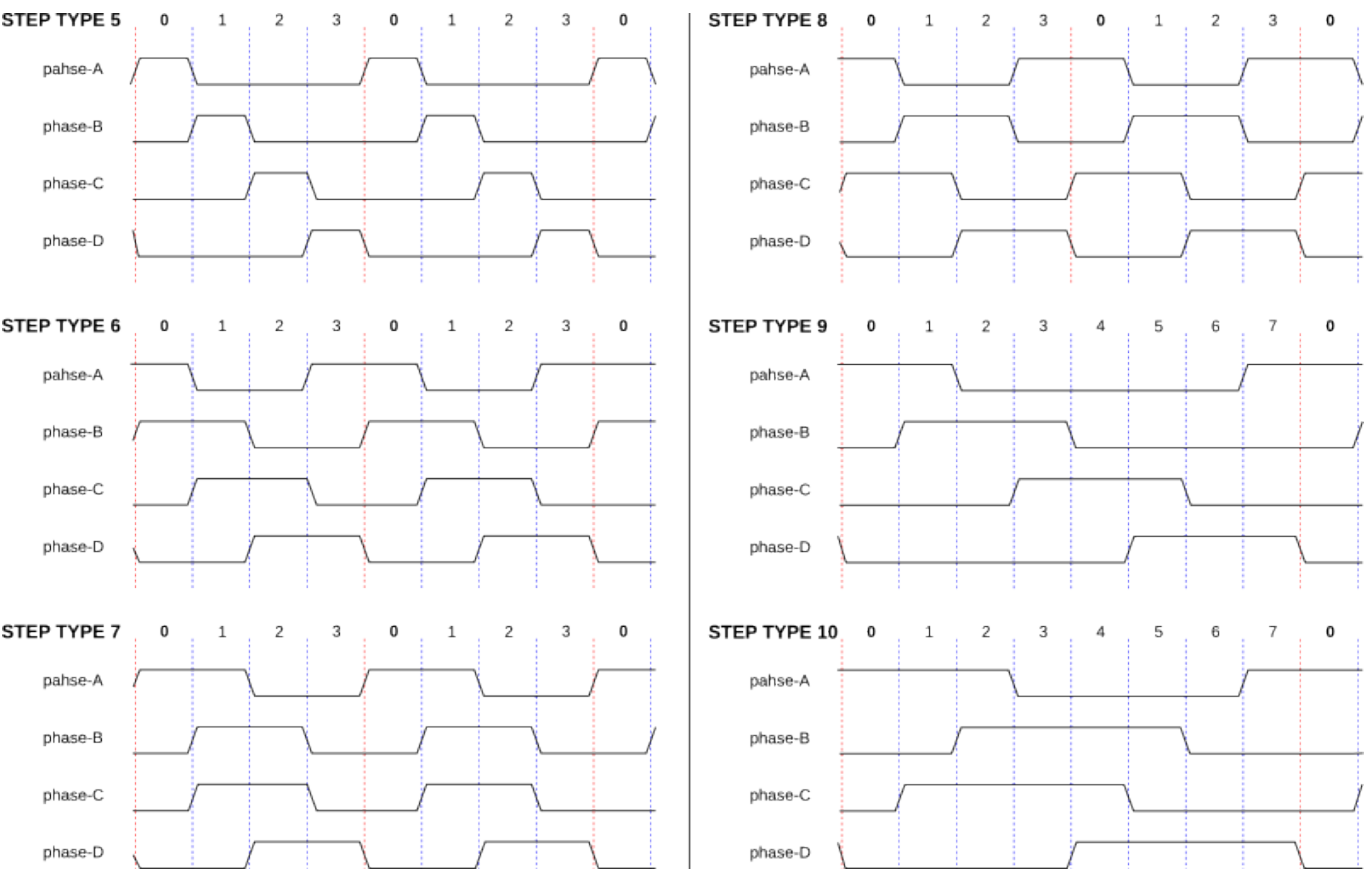 STEP TYPE 5 0 1 2 3 0 1 2 3 0
pahse-A
phase-B
phase-C
phase-D
STEP TYPE 6 0 1 2 3 0 1 2 3 0
pahse-A
phase-B
phase-C
phase-D
STEP TYPE 7 0 1 2 3 0 1 2 3 0
pahse-A
phase-B
phase-C
phase-D
STEP TYPE 8 0 1 2 3 0 1 2 3 0
pahse-A
phase-B
phase-C
phase-D
STEP TYPE 9 0 1 2 3 4 5 6 7 0
pahse-A
phase-B
phase-C
phase-D
STEP TYPE 10 0 1 2 3 4 5 6 7 0
pahse-A
phase-B
phase-C
phase-D